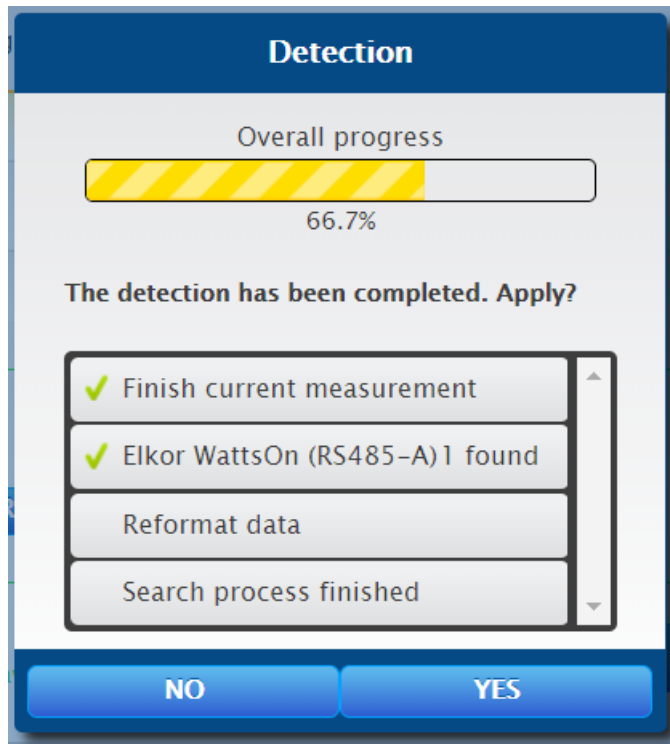 Detection
Overall progress
66.7%
The detection has been completed. Apply?
Finish current measurement
Elkor WattsOn (RS485-A)1 found
Reformat data
Search process finished
NO
YES